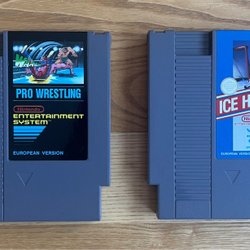 PRO WRESTLING
Nintendo
ENTERTAINMENT
SYSTEM
EUROPEAN VERSION
ICE H
EUROPEAN VERSION